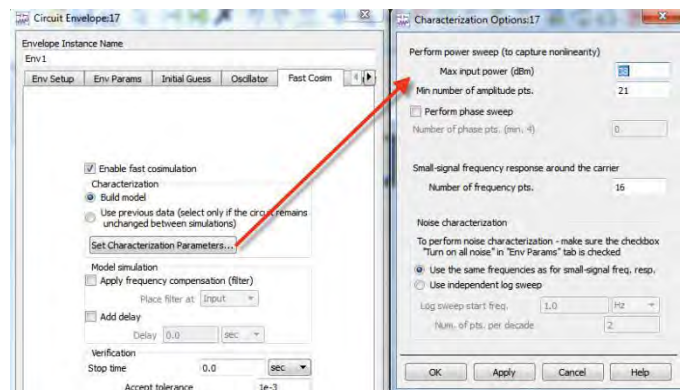 Circuit Envelope:17
Envelope Instance Name
Env1
Env Setup Env Params Initial Guess Oscillator Fast Cosim
Enable fast cosimulation
Characterization
Build model
Use previous data (select only if the circuit remains
unchanged between simulations)
Set Characterization Parameters...
Model simulation
Apply frequency compensation (filter)
Place filter at Input
Add delay
Delay 0.0 sec
Verification
Stop time 0.0 sec
Accept tolerance 1e-3
Characterization Options:17
Perform power sweep (to capture nonlinearity)
Max input power (dBm)
Min number of amplitude pts. 21
Perform phase sweep
Number of phase pts. (min. 4) 0
Small-signal frequency response around the carrier
Number of frequency pts. 16
Noise characterization
To perform noise characterization - make sure the checkbox
"Turn on all noise" in "Env Params" tab is
checked
Use the same frequencies as for small-signal freq. resp.
Use independent log sweep
Log sweep start freq. 1.0 Hz
Num. of pts. per decade 2
OK Apply Cancel Help